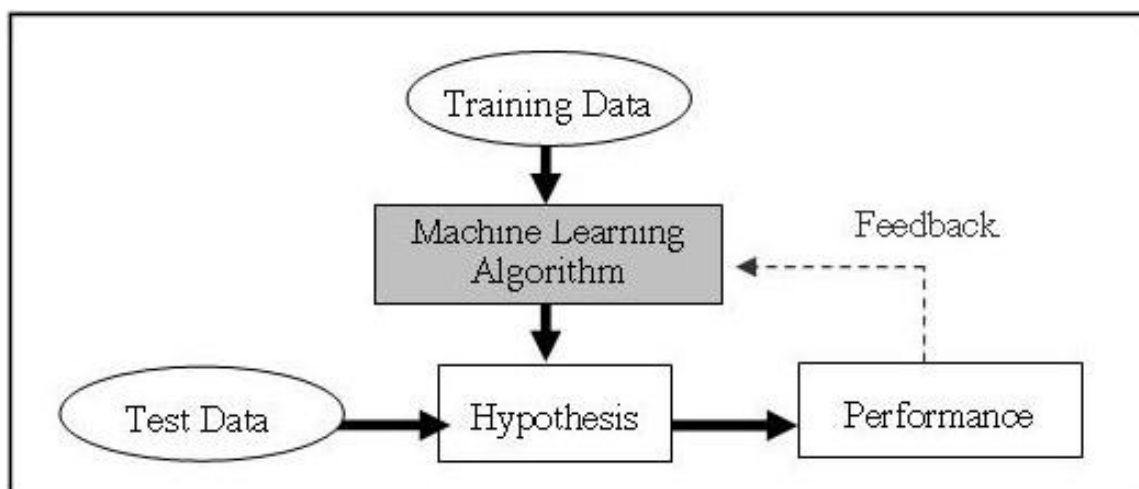 Training Data
Machine Learning
Algorithm
Feedback
Test Data
Hypothesis
Performance